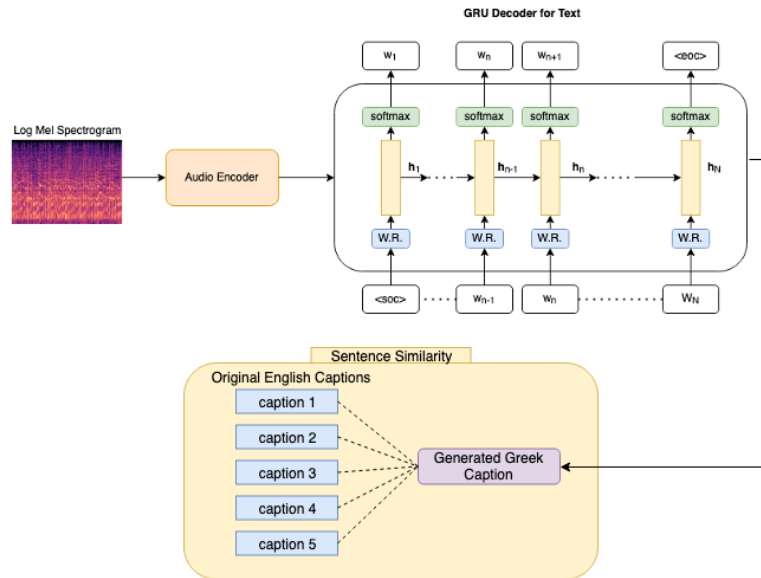 GRU Decoder for Text
w1 wn wn+1 <eoc>
softmax softmax softmax softmax
Log Mel Spectrogram
Audio Encoder
h1 hn-1 hn hN
W.R. W.R. W.R. W.R.
<soc> wn-1 wn WN
Sentence Similarity
Original English Captions
caption 1
caption 2
caption 3
caption 4
caption 5
Generated Greek
Caption